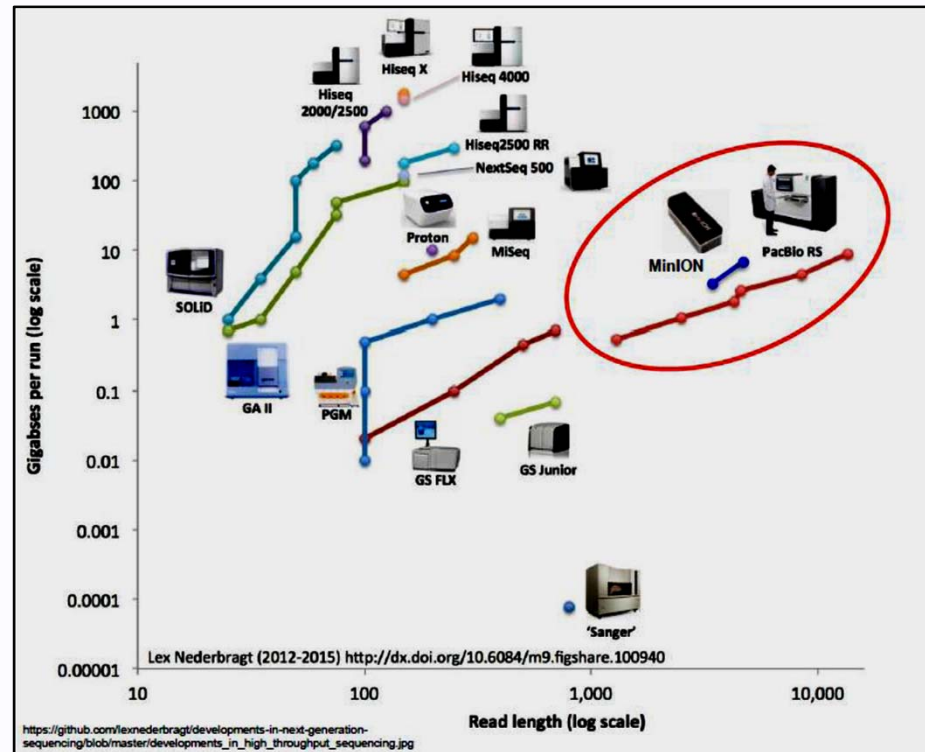 Hiseq X
Hiseq 4000
Hiseq
2000/2500
1000
Hiseq2500 RR
NextSeq 500
100
Proton
MiSeq
10
MinION
PacBio RS
SOLiD
1
GA II
PGM
0.1
GS FLX
GS Junior
0.01
0.001
0.0001
'Sanger'
0.00001
Gigabses per run (log scale)
Lex Nederbragt (2012-2015) http://dx.doi.org/10.6084/m9.figshare.100940
10
100
1,000
10,000
Read length (log scale)
https://github.com/lexnederbragt/developments-in-next-generation-
sequencing/blob/master/developments_in_high_throughput_sequencing.jpg